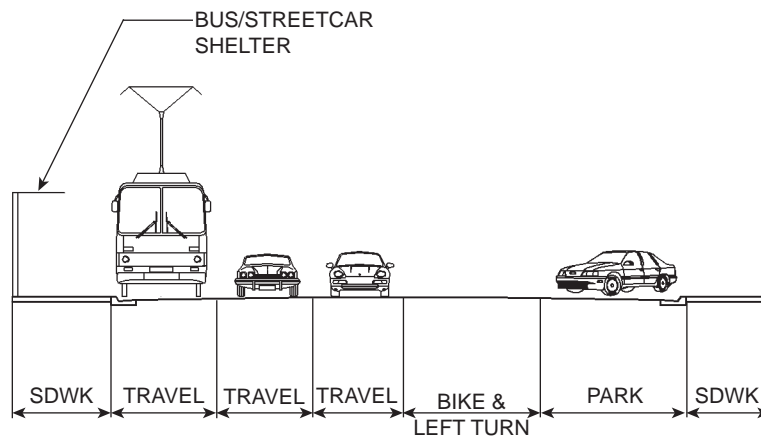 BUS/STREETCAR
SHELTER
SDWK
TRAVEL
TRAVEL
TRAVEL
BIKE &
LEFT TURN
PARK
SDWK